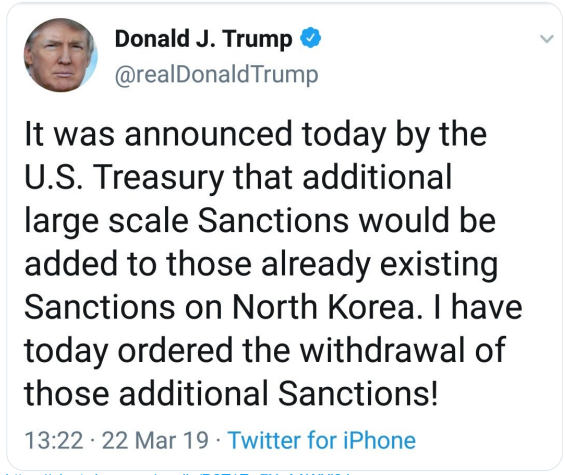 Donald J. Trump
@realDonaldTrump
It was announced today by the
U.S. Treasury that additional
large scale Sanctions would be
added to those already existing
Sanctions on North Korea. I have
today ordered the withdrawal of
those additional Sanctions!
13:22 · 22 Mar 19 · Twitter for iPhone